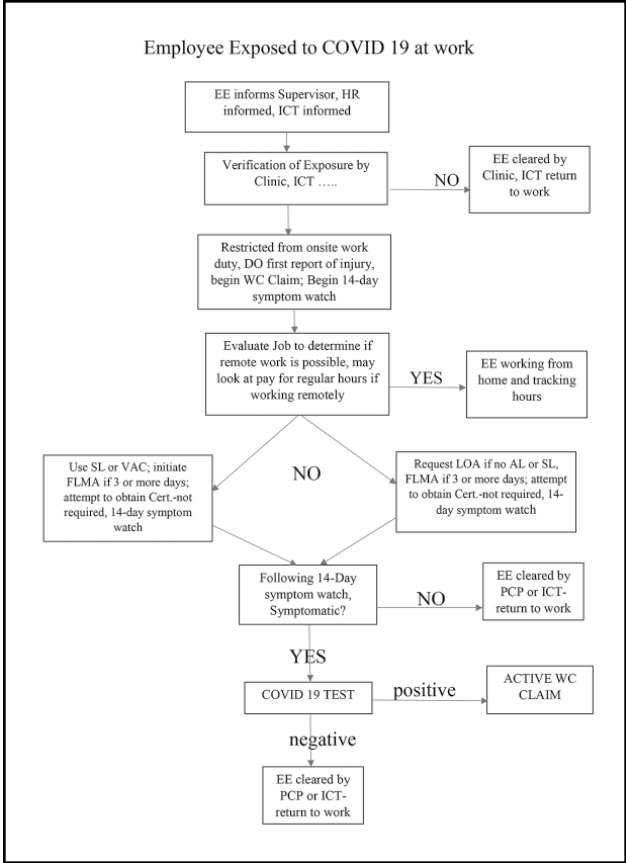 Employee Exposed to COVID 19 at work
EE informs Supervisor, HR
informed, ICT informed
Verification of Exposure by
Clinic, ICT .....
NO
EE cleared by
Clinic, ICT return
to work
Restricted from onsite work
duty, DO first report of injury,
begin WC Claim; Begin 14-day
symptom watch
Evaluate Job to determine if
remote work is possible, may
look at pay for regular hours if
working remotely
YES
EE working from
home and tracking
hours
Use SL or VAC; initiate
FLMA if 3 or more days;
attempt to obtain Cert.-not
required, 14-day symptom
watch
NO
Request LOA if no AL or SL,
FLMA if 3 or more days; attempt
to obtain Cert.-not required, 14-
day symptom watch
Following 14-Day
symptom watch,
Symptomatic?
NO
EE cleared by
PCP or ICT-
return to work
YES
COVID 19 TEST
positive
ACTIVE WC
CLAIM
negative
EE cleared by
PCP or ICT-
return to work